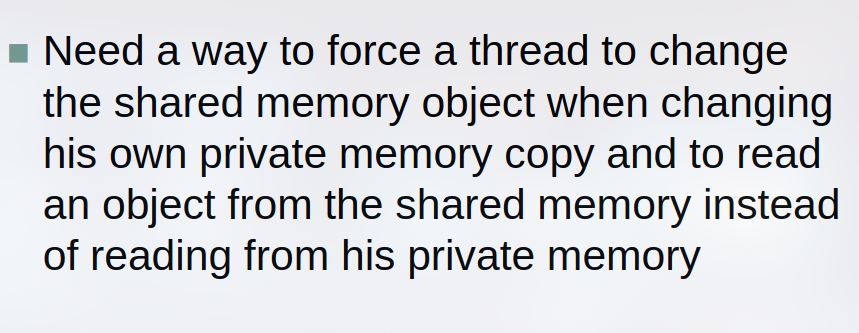 Need a way to force a thread to change
the shared memory object when changing
his own private memory copy and to read
an object from the shared memory instead
of reading from his private memory